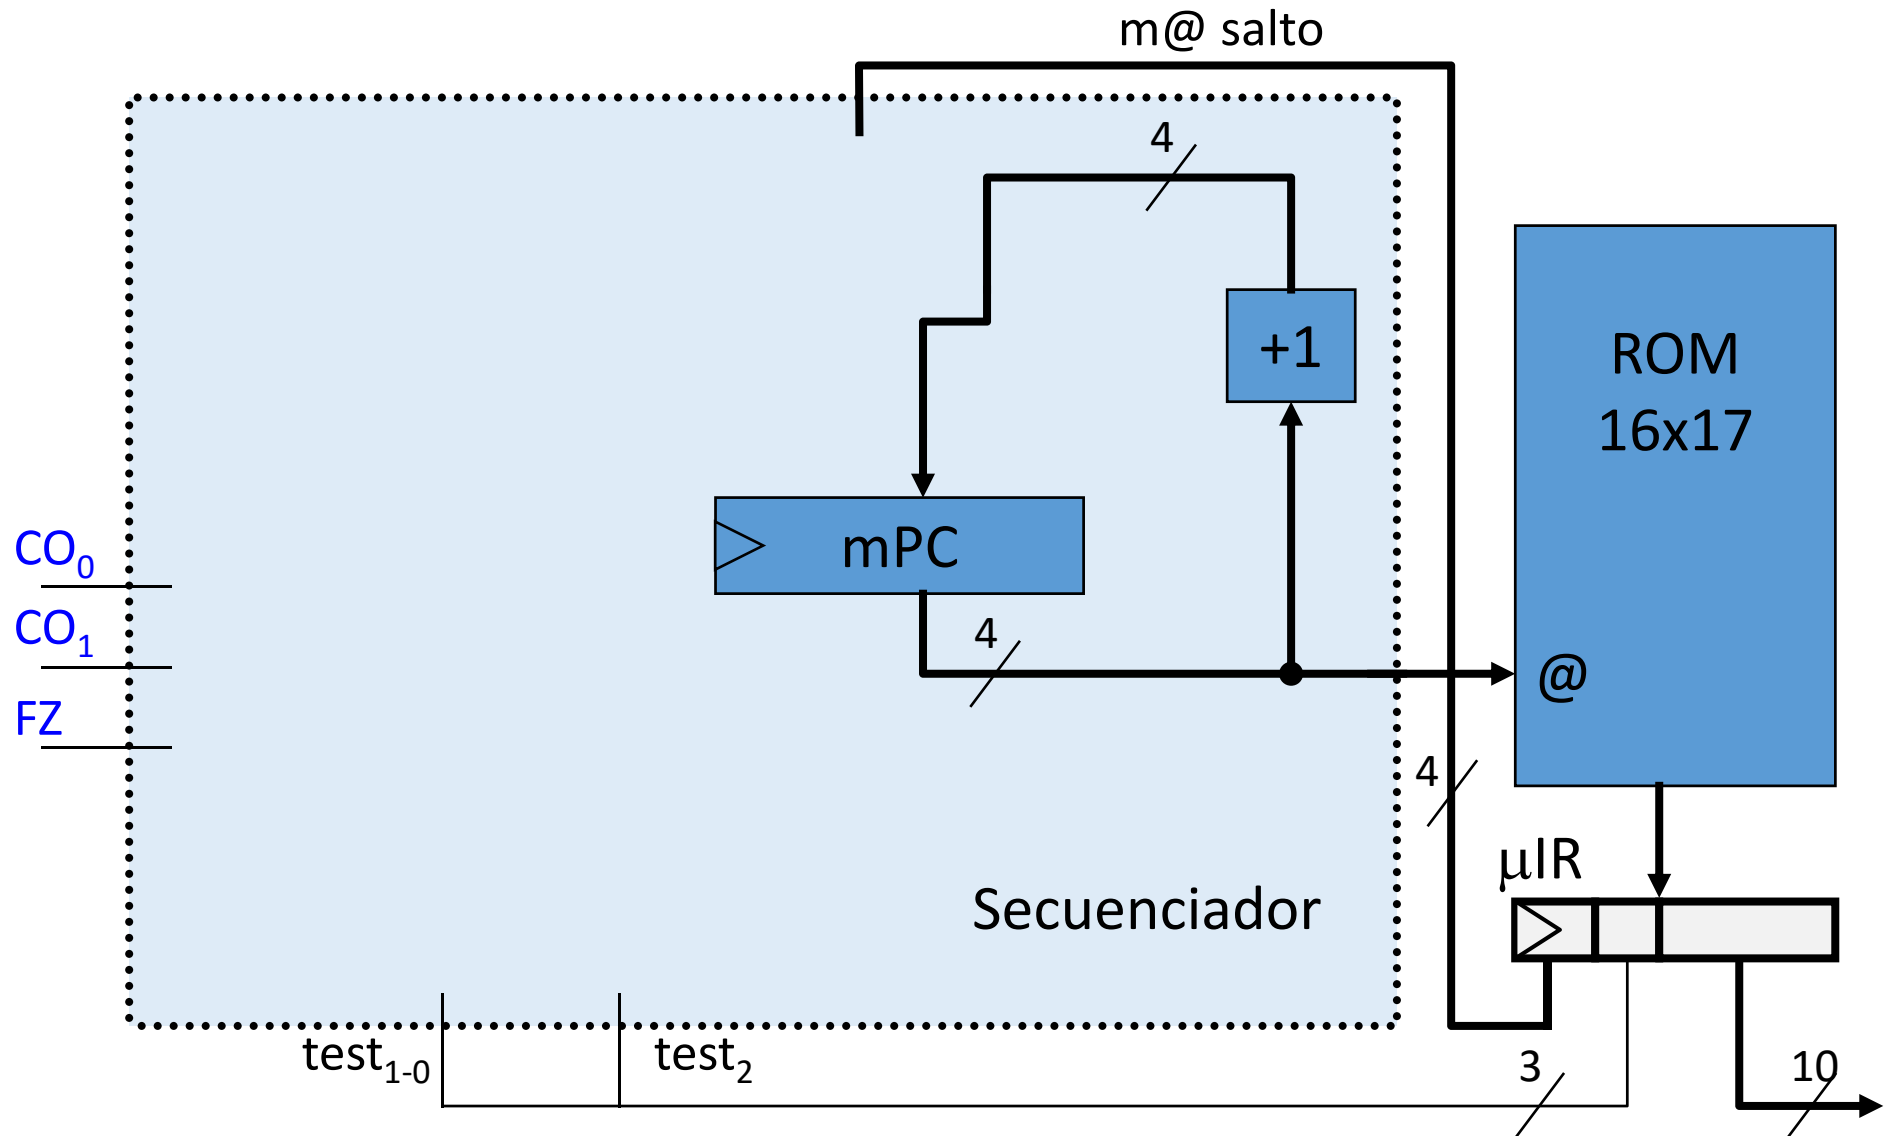 m@ salto
4
+1
ROM
16x17
mPC
CO0
CO1
FZ
4
@
4
µIR
Secuenciador
test1-0
test2
3
10